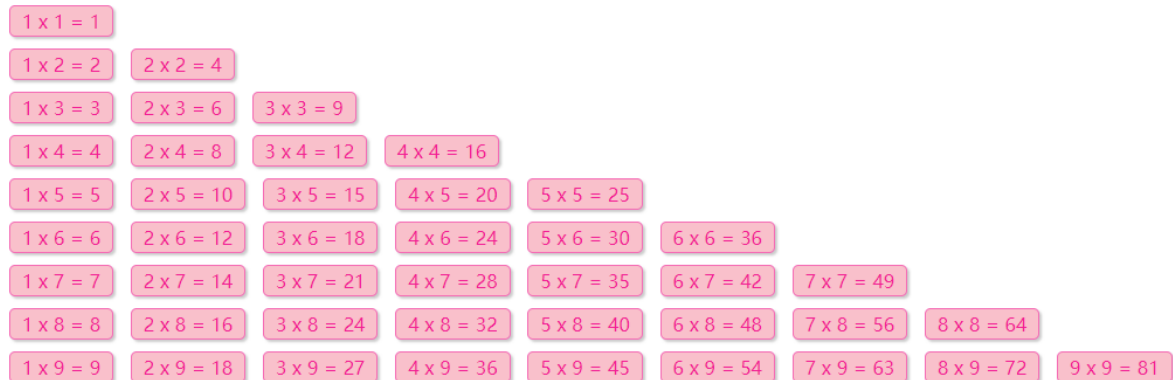 1 x 1 = 1
1 x 2 = 2 2 x 2 = 4
1 x 3 = 3 2 x 3 = 6 3 x 3 = 9
1 x 4 = 4 2 x 4 = 8 3 x 4 = 12 4 x 4 = 16
1 x 5 = 5 2 x 5 = 10 3 x 5 = 15 4 x 5 = 20 5 x 5 = 25
1 x 6 = 6 2 x 6 = 12 3 x 6 = 18 4 x 6 = 24 5 x 6 = 30 6 x 6 = 36
1 x 7 = 7 2 x 7 = 14 3 x 7 = 21 4 x 7 = 28 5 x 7 = 35 6 x 7 = 42 7 x 7 = 49
1 x 8 = 8 2 x 8 = 16 3 x 8 = 24 4 x 8 = 32 5 x 8 = 40 6 x 8 = 48 7 x 8 = 56 8 x 8 = 64
1 x 9 = 9 2 x 9 = 18 3 x 9 = 27 4 x 9 = 36 5 x 9 = 45 6 x 9 = 54 7 x 9 = 63 8 x 9 = 72 9 x 9 = 81